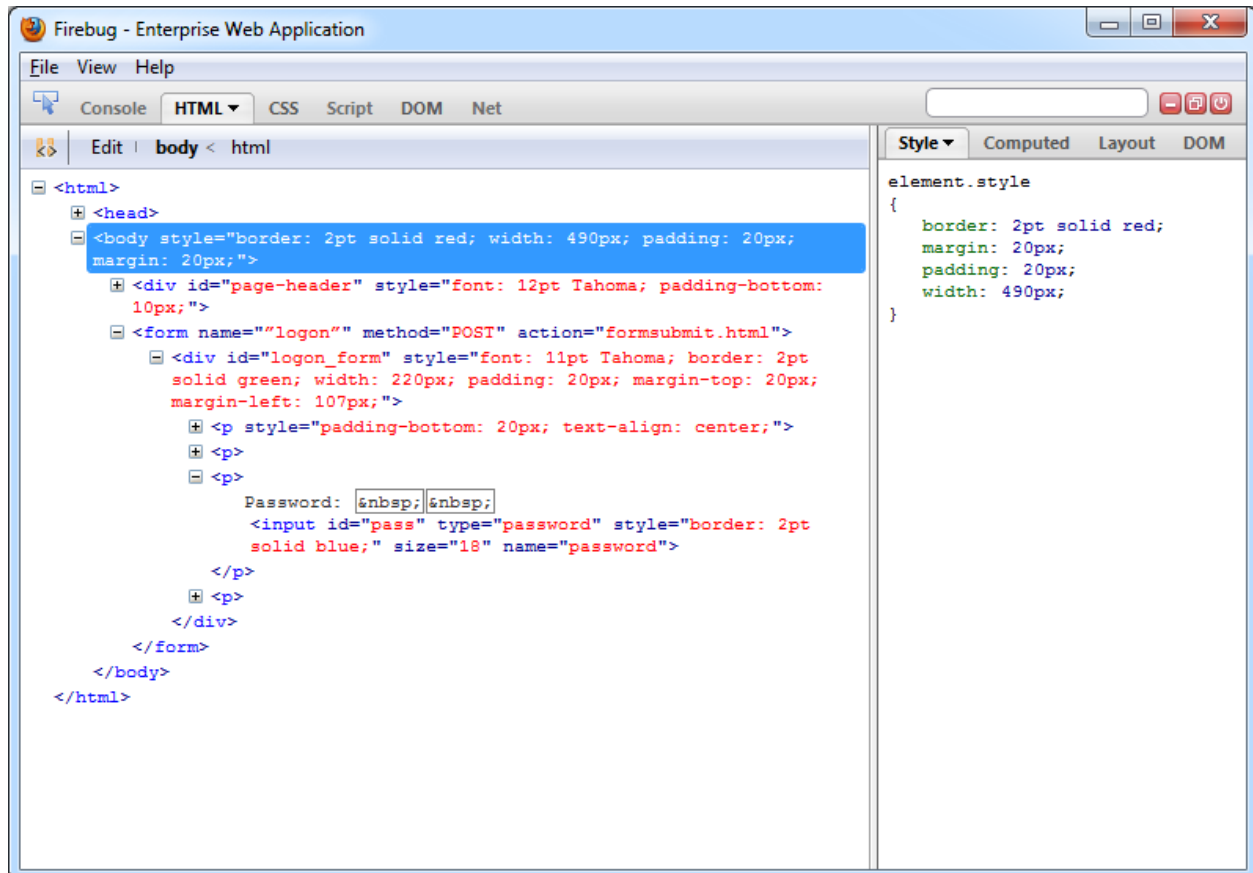 Firebug - Enterprise Web Application
File View Help
Console HTML CSS Script DOM Net
Edit body < html
Style Computed Layout DOM
<html>
<head>
<body style="border: 2pt solid red; width: 490px; padding: 20px;
margin: 20px;">
<div id="page-header" style="font: 12pt Tahoma; padding-bottom:
10px;">
<form name="”logon”" method="POST" action="formsubmit.html">
<div id="logon_form" style="font: 11pt Tahoma; border: 2pt
solid green; width: 220px; padding: 20px; margin-top: 20px;
margin-left: 107px;">
<p style="padding-bottom: 20px; text-align: center;">
<p>
<p>
Password: &nbsp;&nbsp;
<input id="pass" type="password" style="border: 2pt
solid blue;" size="18" name="password">
</p>
<p>
</div>
</form>
</body>
</html>
element.style
{
border: 2pt solid red;
margin: 20px;
padding: 20px;
width: 490px;
}